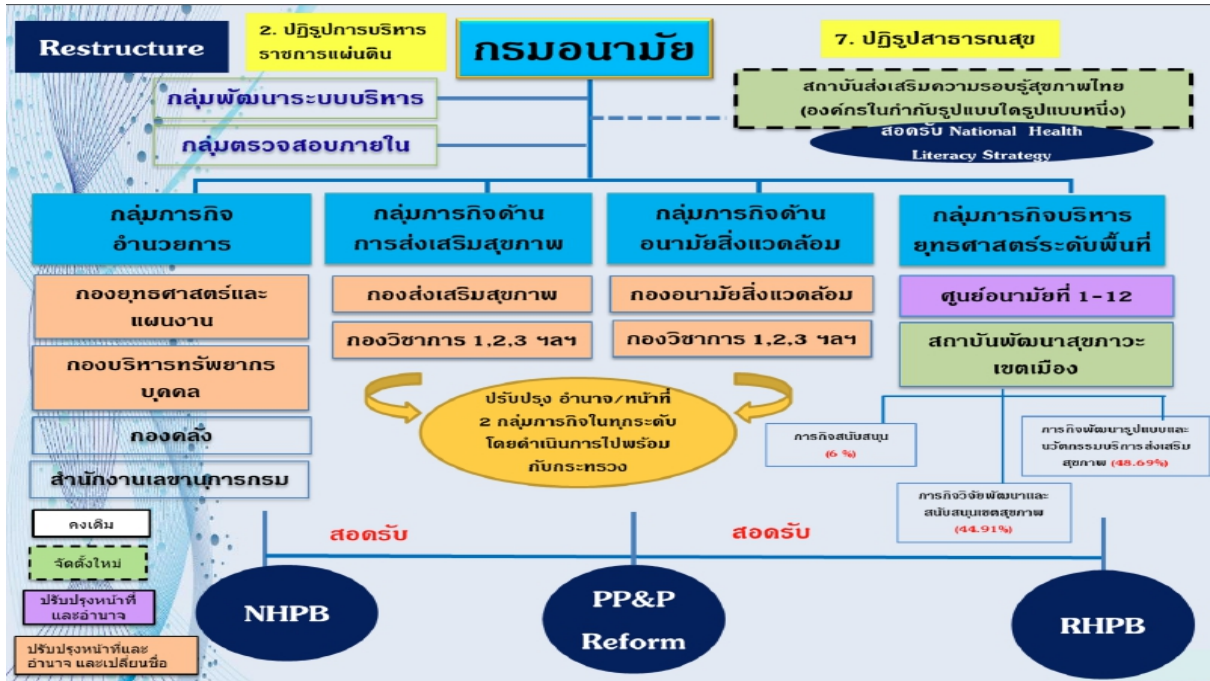 Restructure
2. ปฏิรูปการบริหาร
ราชการแผ่นดิน
กรมอนามัย
7. ปฏิรูปสาธารณสุข
กลุ่มพัฒนาระบบบริหาร
กลุ่มตรวจสอบภายใน
สถาบันส่งเสริมความรอบรู้สุขภาพไทย
(องค์กรในกำกับรูปแบบใดรูปแบบหนึ่ง)
สอดรับ National Health
Literacy Strategy
กลุ่มภารกิจ
อำนวยการ
กลุ่มภารกิจด้าน
การส่งเสริมสุขภาพ
กลุ่มภารกิจด้าน
อนามัยสิ่งแวดล้อม
กลุ่มภารกิจบริหาร
ยุทธศาสตร์ระดับพื้นที่
กองยุทธศาสตร์และ
แผนงาน
กองบริหารทรัพยากร
บุคคล
กองคลัง
สำนักงานเลขานุการกรม
กองส่งเสริมสุขภาพ
กองวิชาการ 1,2,3 ฯลฯ
กองอนามัยสิ่งแวดล้อม
กองวิชาการ 1,2,3 ฯลฯ
ศูนย์อนามัยที่ 1-12
สถาบันพัฒนาสุขภาวะ
เขตเมือง
ปรับปรุง อำนาจ/หน้าที่
2 กลุ่มภารกิจในทุกระดับ
โดยดำเนินการไปพร้อม
กับกระทรวง
ภารกิจสนับสนุน
(6 %)
ภารกิจวิจัยพัฒนาและ
สนับสนุนเขตสุขภาพ
(44.91%)
ภารกิจพัฒนารูปแบบและ
นวัตกรรมบริการส่งเสริม
สุขภาพ (48.69%)
คงเดิม
จัดตั้งใหม่
ปรับปรุงหน้าที่
และอำนาจ
ปรับปรุงหน้าที่และ
อำนาจ และเปลี่ยนชื่อ
สอดรับ
สอดรับ
NHPB
PP&P
Reform
RHPB